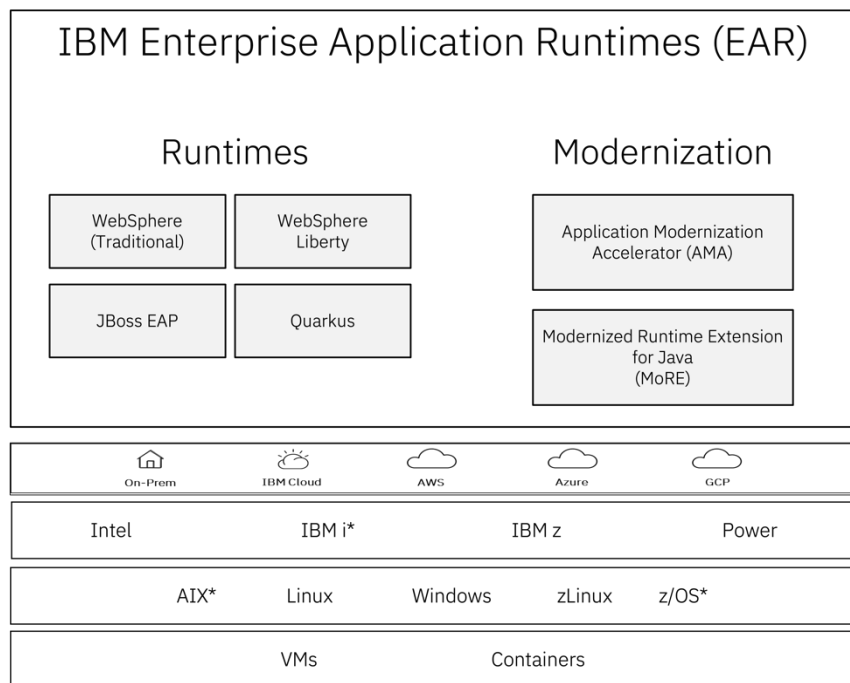 IBM Enterprise Application Runtimes (EAR)
Runtimes
WebSphere
(Traditional)
WebSphere
Liberty
JBoss EAP
Quarkus
Modernization
Application Modernization
Accelerator (AMA)
Modernized Runtime Extension
for Java
(MoRE)
On-Prem
IBM Cloud
AWS
Azure
GCP
Intel
IBM i*
IBM z
Power
AIX*
Linux
Windows
zLinux
z/OS*
VMs
Containers